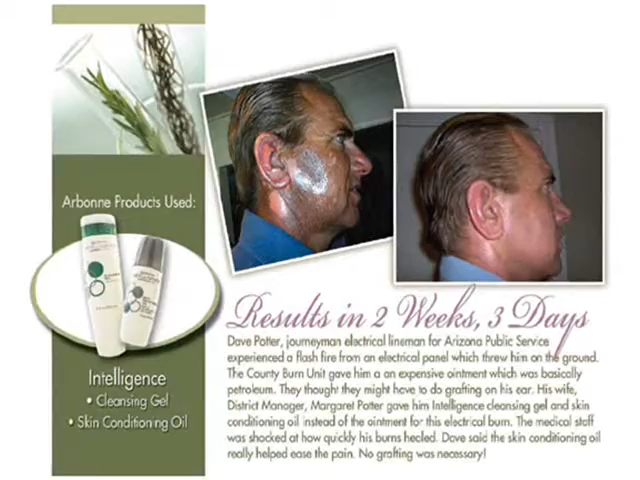 Arbonne Products Used:
Intelligence
• Cleansing Gel
• Skin Conditioning Oil
Results in 2 Weeks, 3 Days
Dave Potter, journeyman electrical lineman for Arizona Public Service
experienced a flash fire from an electrical panel which threw him on the ground.
The County Burn Unit gave him a an expensive ointment which was basically
petroleum. They thought they might have to do grafting on his ear. His wife,
District Manager, Margaret Potter gave him Intelligence cleansing gel and skin
conditioning oil instead of the ointment for this electrical burn. The medical staff
was shocked at how quickly his burns healed. Dave said the skin conditioning oil
really helped ease the pain. No grafting was necessary!